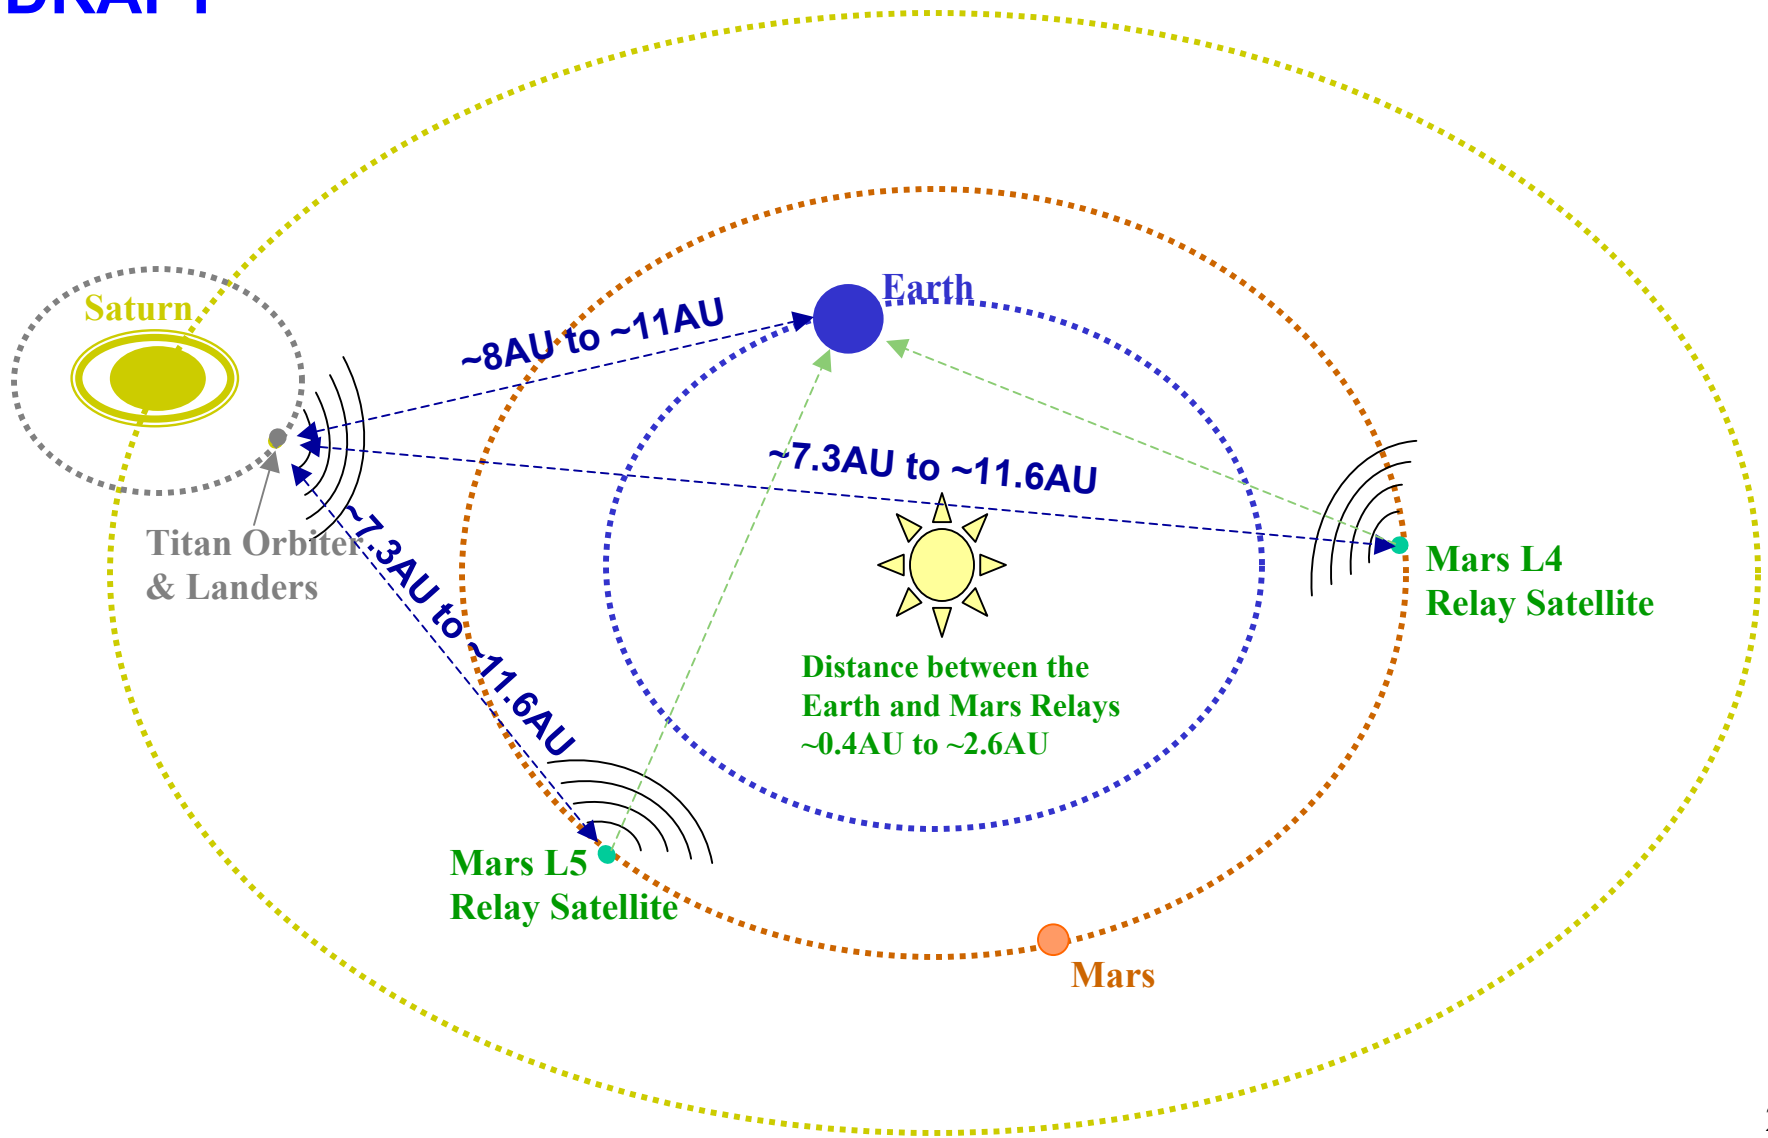 DRAFT
Earth
Saturn
~8AU to ~11AU
~7.3AU to ~11.6AU
Titan Orbiter
& Landers
~7.3AU to ~11.6AU
Mars L4
Relay Satellite
Distance between the
Earth and Mars Relays
~0.4AU to ~2.6AU
Mars L5
Relay Satellite
Mars